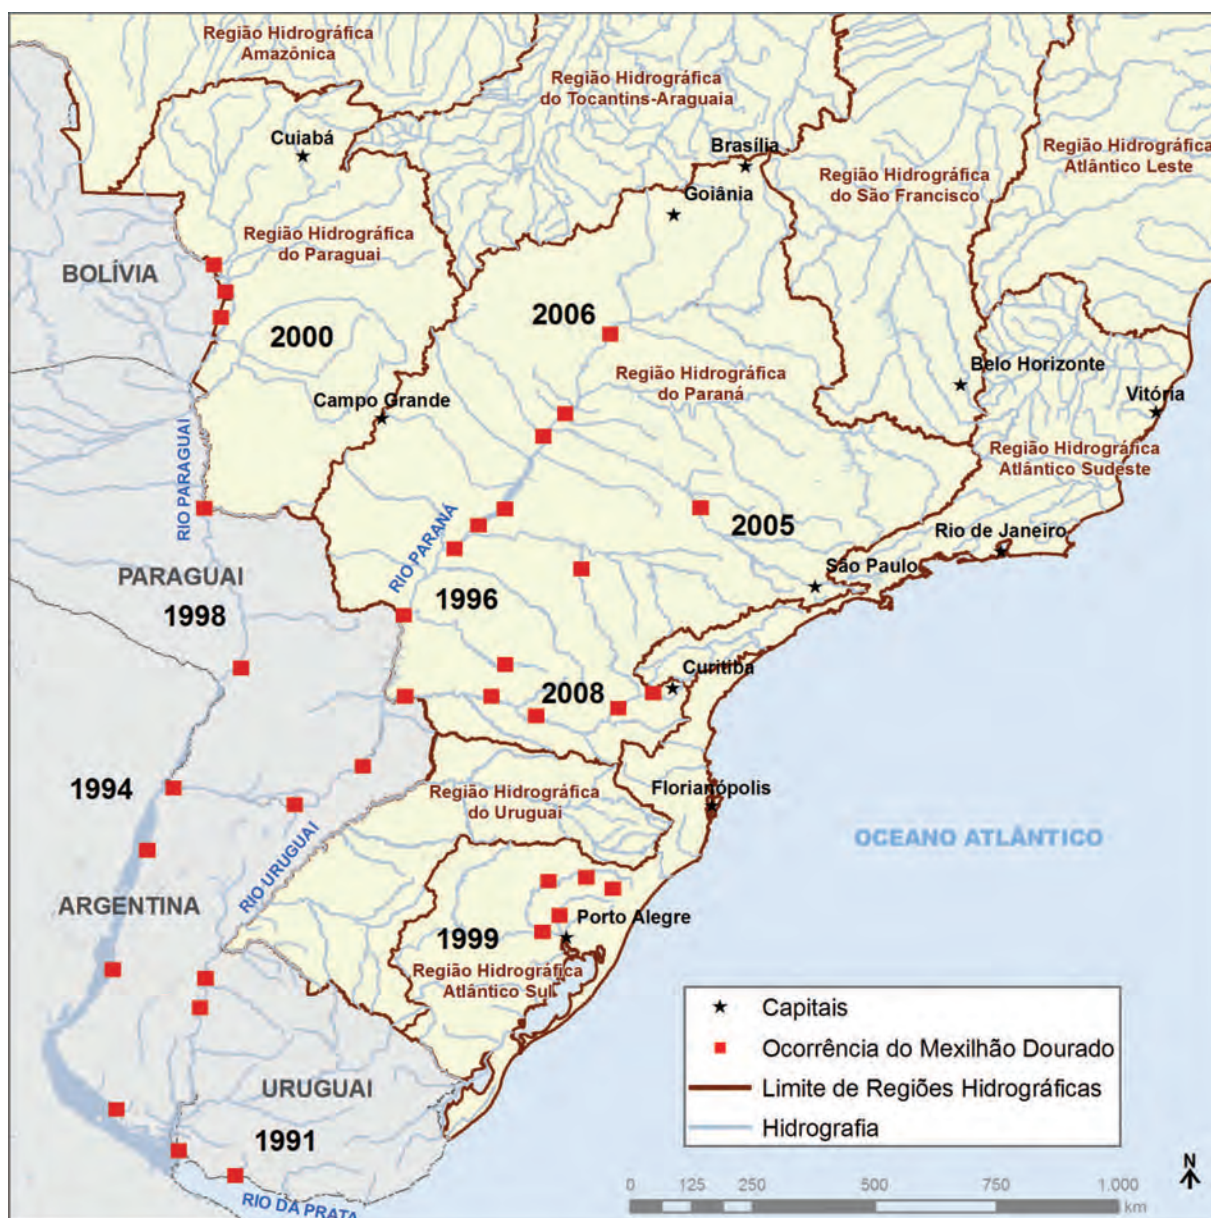 Região Hidrográfica
Amazônica
Região Hidrográfica
do Tocantins-Araguaia
Cuiabá
Brasília
Região Hidrográfica
Atlântico Leste
Região Hidrográfica
do São Francisco
Goiânia
Região Hidrográfica
do Paraguai
BOLÍVIA
2000
2006
Belo Horizonte
Região Hidrográfica
do Paraná
Vitória
Campo Grande
RIO PARAGUAI
Região Hidrográfica
Atlântico Sudeste
2005
Rio de Janeiro
RIO PARANÁ
São Paulo
PARAGUAI
1998
1996
Curitiba
2008
1994
Florianópolis
Região Hidrográfica
do Uruguai
OCEANO ATLÂNTICO
RIO URUGUAI
ARGENTINA
Porto Alegre
1999
Região Hidrográfica
Atlântico Sul
URUGUAI
1991
RIO DA PRATA
Capitais
Ocorrência do Mexilhão Dourado
Limite de Regiões Hidrográficas
Hidrografia
N
0 125 250 500 750 1.000
km